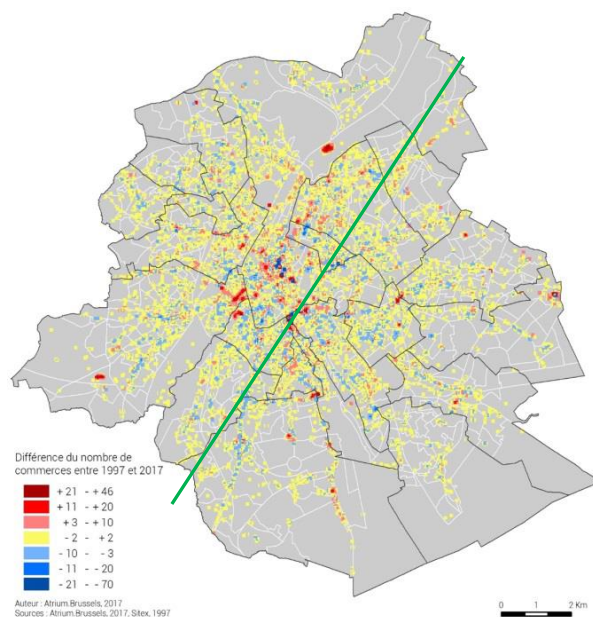 Différence du nombre de
commerces entre 1997 et 2017
+ 21 - + 46
+ 11 - + 20
+ 3 - + 10
- 2 - + 2
- 10 - - 3
- 11 - - 20
- 21 - - 70
Auteur : Atrium.Brussels, 2017
Sources : Atrium.Brussels, 2017, Sitex, 1997
0 1 2 Km